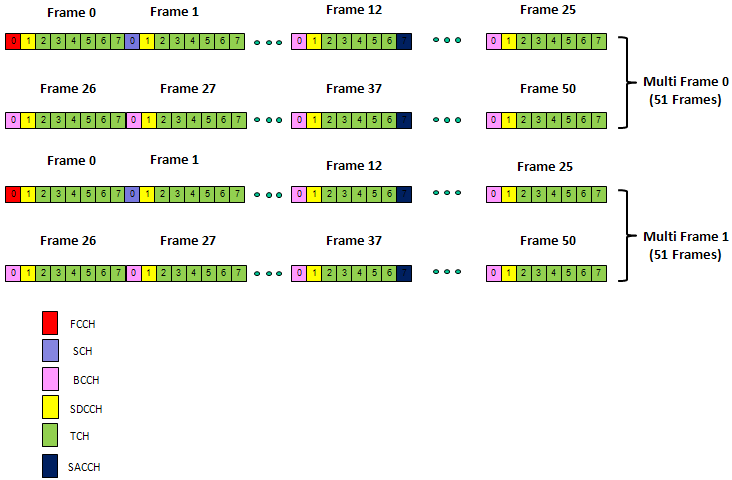 Frame 0 Frame 1 Frame 12 Frame 25
0 1 2 3 4 5 6 7 0 1 2 3 4 5 6 7 0 1 2 3 4 5 6 7 0 1 2 3 4 5 6 7
Multi Frame 0
(51 Frames)
Frame 26 Frame 27 Frame 37 Frame 50
0 1 2 3 4 5 6 7 0 1 2 3 4 5 6 7 0 1 2 3 4 5 6 7 0 1 2 3 4 5 6 7
Frame 0 Frame 1 Frame 12 Frame 25
0 1 2 3 4 5 6 7 0 1 2 3 4 5 6 7 0 1 2 3 4 5 6 7 0 1 2 3 4 5 6 7
Multi Frame 1
(51 Frames)
Frame 26 Frame 27 Frame 37 Frame 50
0 1 2 3 4 5 6 7 0 1 2 3 4 5 6 7 0 1 2 3 4 5 6 7 0 1 2 3 4 5 6 7
FCCH
SCH
BCCH
SDCCH
TCH
SACCH